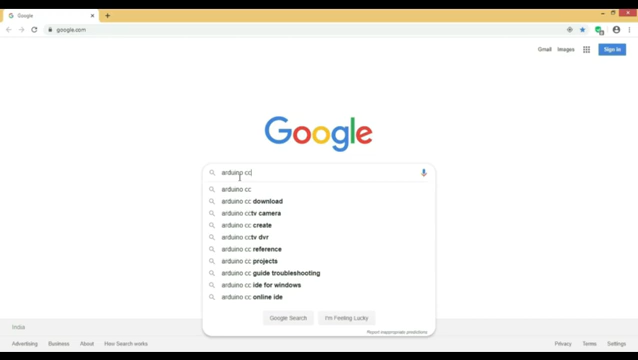 Google
google.com
Gmail Images Sign in
Google
arduino cc
arduino cc
arduino cc download
arduino cctv camera
arduino cc create
arduino cctv dvr
arduino cc reference
arduino cc projects
arduino cc guide troubleshooting
arduino cc ide for windows
arduino cc online ide
Google Search I'm Feeling Lucky
Report inappropriate predictions
India
Advertising Business About How Search works Privacy Terms Settings